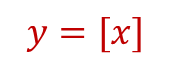 y = [x]